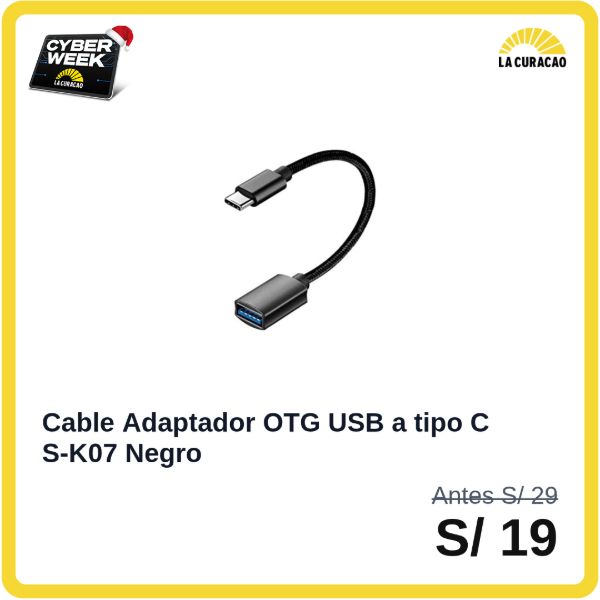 CYBER
WEEK
LA CURACAO
LA CURACAO
Cable Adaptador OTG USB a tipo C
S-K07 Negro
Antes S/ 29
S/ 19